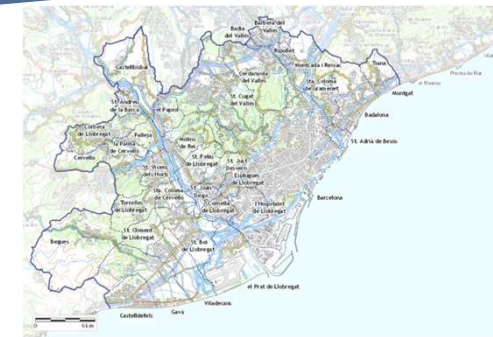 Badia
del Vallès
Barberà del
Vallès
Ripollet
Montcada i Reixac
Castellbisbal
Cerdanyola
del Vallès
Sta. Coloma
de Gramenet
Tiana
Montgat
St. Cugat
del Vallès
St. Andreu
de la Barca
el Papiol
Badalona
Corbera
de Llobregat
Pallejà
Molins
de Rei
St. Adrià de Besòs
la Palma
de Cervelló
Cervelló
St. Feliu
de Llobregat
St. Just
Desvern
St. Vicenç
dels Horts
Esplugues
de Llobregat
Sta. Coloma
de Cervelló
St. Joan
Despí
Barcelona
Torrelles
de Llobregat
Cornellà
de Llobregat
l'Hospitalet
de Llobregat
St. Climent
de Llobregat
Begues
St. Boi
de Llobregat
el Prat de Llobregat
Viladecans
Gavà
Castelldefels
0
6 km